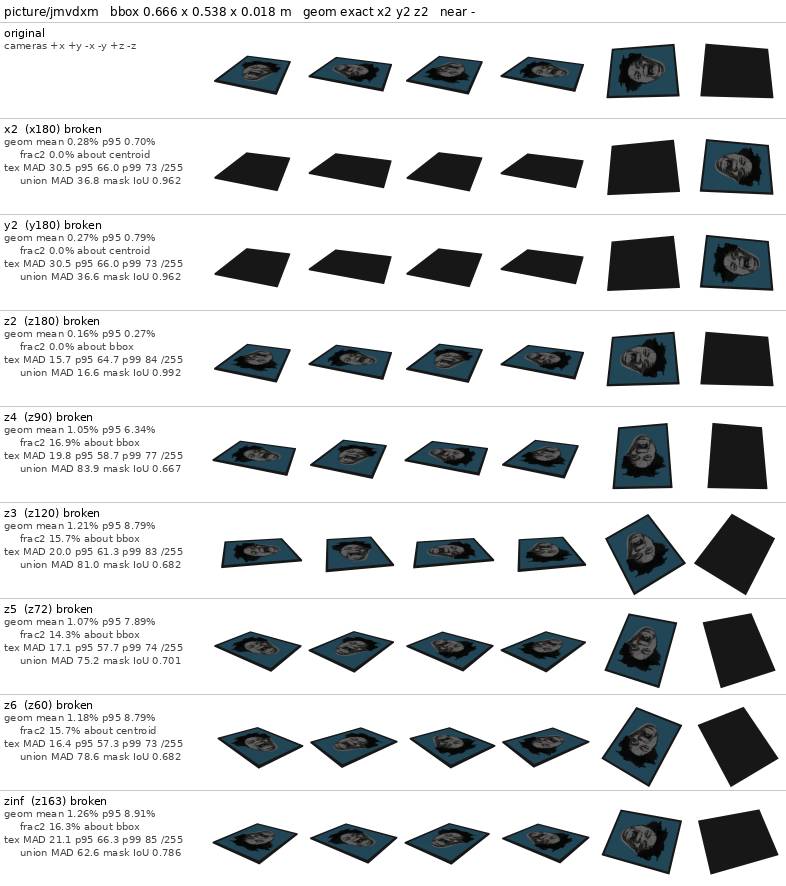 picture/jmvdxm bbox 0.666 x 0.538 x 0.018 m geom exact x2 y2 z2 near -
original
cameras +x +y -x -y +z -z
x2 (x180) broken
geom mean 0.28% p95 0.70%
frac2 0.0% about centroid
tex MAD 30.5 p95 66.0 p99 73 /255
union MAD 36.8 mask IoU 0.962
y2 (y180) broken
geom mean 0.27% p95 0.79%
frac2 0.0% about centroid
tex MAD 30.5 p95 66.0 p99 73 /255
union MAD 36.6 mask IoU 0.962
z2 (z180) broken
geom mean 0.16% p95 0.27%
frac2 0.0% about bbox
tex MAD 15.7 p95 64.7 p99 84 /255
union MAD 16.6 mask IoU 0.992
z4 (z90) broken
geom mean 1.05% p95 6.34%
frac2 16.9% about bbox
tex MAD 19.8 p95 58.7 p99 77 /255
union MAD 83.9 mask IoU 0.667
z3 (z120) broken
geom mean 1.21% p95 8.79%
frac2 15.7% about bbox
tex MAD 20.0 p95 61.3 p99 83 /255
union MAD 81.0 mask IoU 0.682
z5 (z72) broken
geom mean 1.07% p95 7.89%
frac2 14.3% about bbox
tex MAD 17.1 p95 57.7 p99 74 /255
union MAD 75.2 mask IoU 0.701
z6 (z60) broken
geom mean 1.18% p95 8.79%
frac2 15.7% about centroid
tex MAD 16.4 p95 57.3 p99 73 /255
union MAD 78.6 mask IoU 0.682
zinf (z163) broken
geom mean 1.26% p95 8.91%
frac2 16.3% about bbox
tex MAD 21.1 p95 66.3 p99 85 /255
union MAD 62.6 mask IoU 0.786